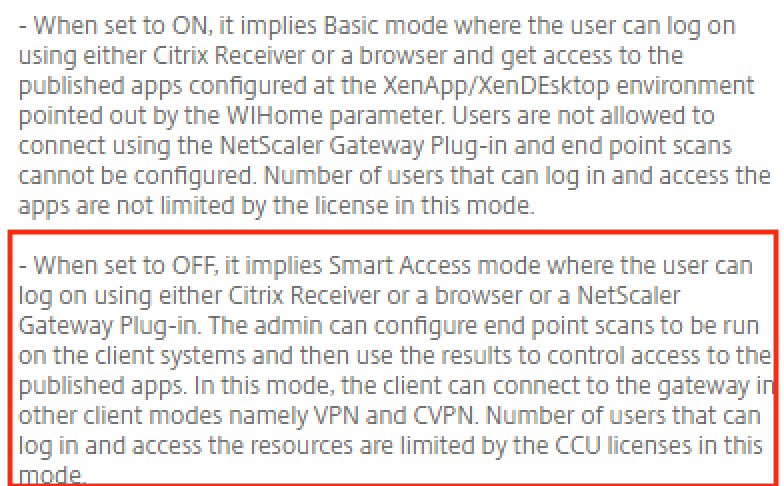 - When set to ON, it implies Basic mode where the user can log on
using either Citrix Receiver or a browser and get access to the
published apps configured at the XenApp/XenDEsktop environment
pointed out by the WIHome parameter. Users are not allowed to
connect using the NetScaler Gateway Plug-in and end point scans
cannot be configured. Number of users that can log in and access the
apps are not limited by the license in this mode.
- When set to OFF, it implies Smart Access mode where the user can
log on using either Citrix Receiver or a browser or a NetScaler
Gateway Plug-in. The admin can configure end point scans to be run
on the client systems and then use the results to control access to the
published apps. In this mode, the client can connect to the gateway in
other client modes namely VPN and CVPN. Number of users that can
log in and access the resources are limited by the CCU licenses in this
mode.